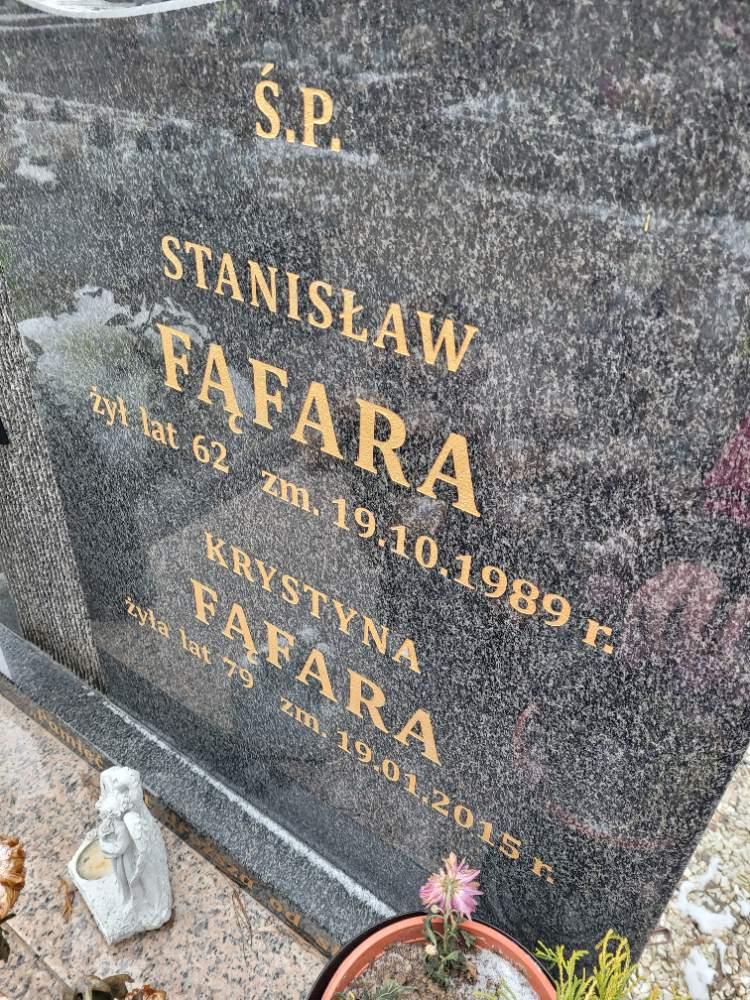 Ś.P.
STANISŁAW
FĄFARA
żył lat 62 zm. 19.10.1989 r.
KRYSTYNA
FĄFARA
żyła lat 79 zm. 19.01.2015 r.